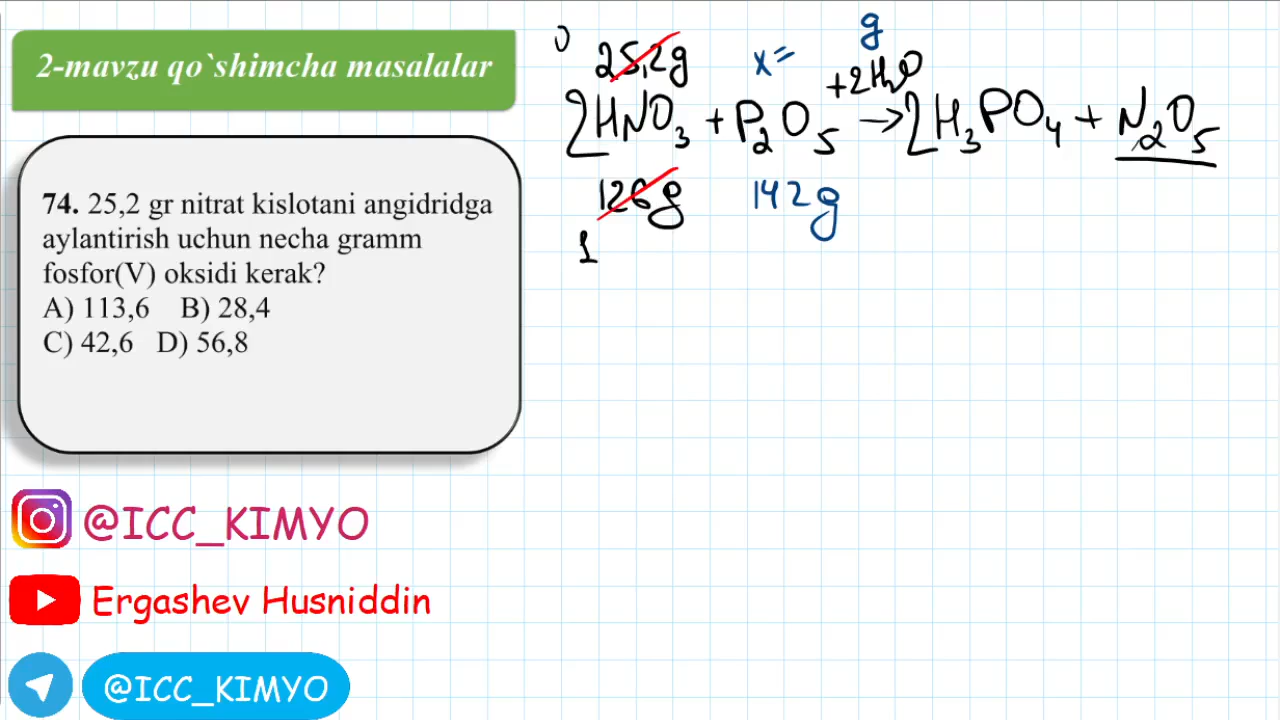 2-mavzu qo`shimcha masalalar
74. 25,2 gr nitrat kislotani angidridga
aylantirish uchun necha gramm
fosfor(V) oksidi kerak?
A) 113,6 B) 28,4
C) 42,6 D) 56,8
@ICC_KIMYO
Ergashev Husniddin
@ICC_KIMYO
25,2g x= g
+2H2O
2HNO3 + P2O5 → 2H3PO4 + N2O5
126g 142g
1